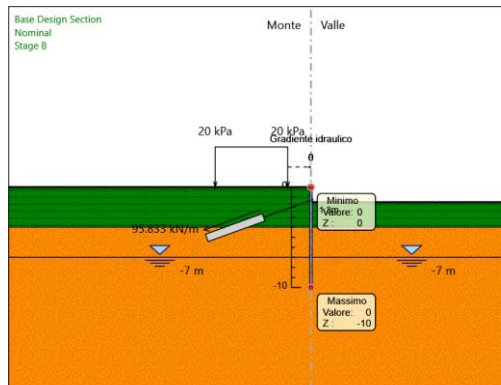 Base Design Section
Nominal
Stage B
Monte
Valle
20 kPa
20 kPa
Gradiente idraulico
0
0
Minimo
Valore: 0
Z : 0
95.833 kN/m
-7 m
-7 m
-10
Massimo
Valore: 0
Z : -10